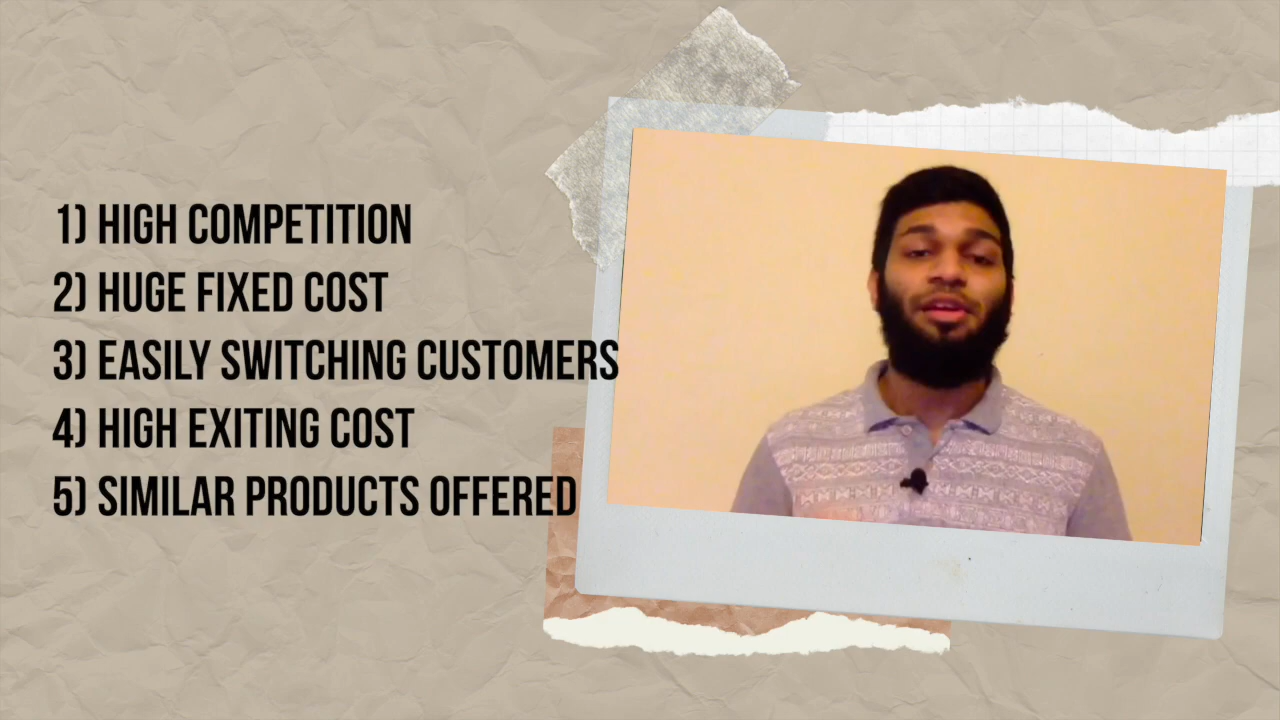 1) HIGH COMPETITION
2) HUGE FIXED COST
3) EASILY SWITCHING CUSTOMERS
4) HIGH EXITING COST
5) SIMILAR PRODUCTS OFFERED